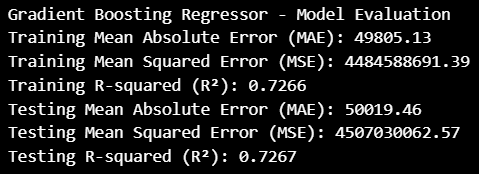 Gradient Boosting Regressor - Model Evaluation
Training Mean Absolute Error (MAE): 49805.13
Training Mean Squared Error (MSE): 4484588691.39
Training R-squared (R²): 0.7266
Testing Mean Absolute Error (MAE): 50019.46
Testing Mean Squared Error (MSE): 4507030062.57
Testing R-squared (R²): 0.7267